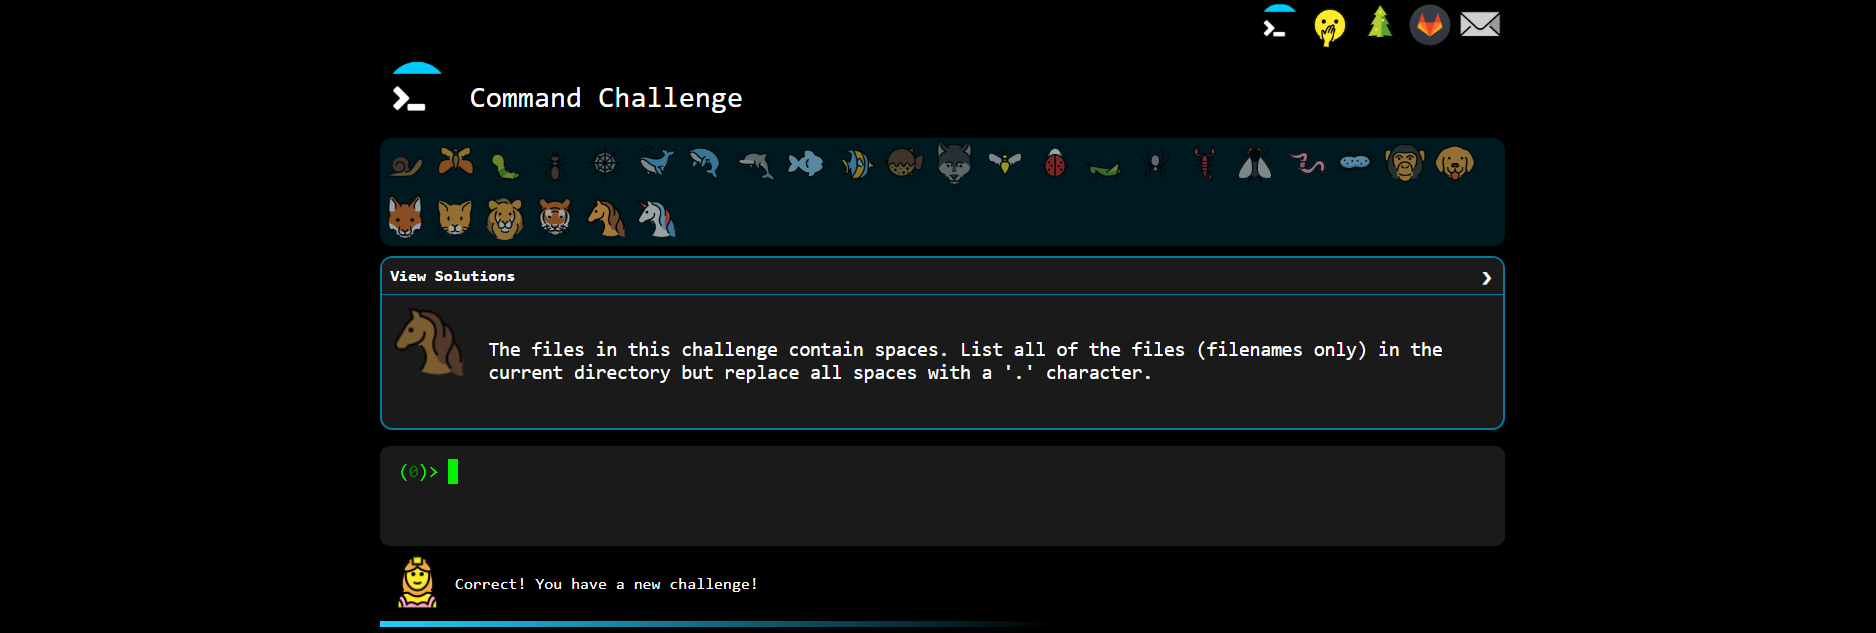 Command Challenge
View Solutions
The files in this challenge contain spaces. List all of the files (filenames only) in the
current directory but replace all spaces with a '.' character.
(0)>
Correct! You have a new challenge!